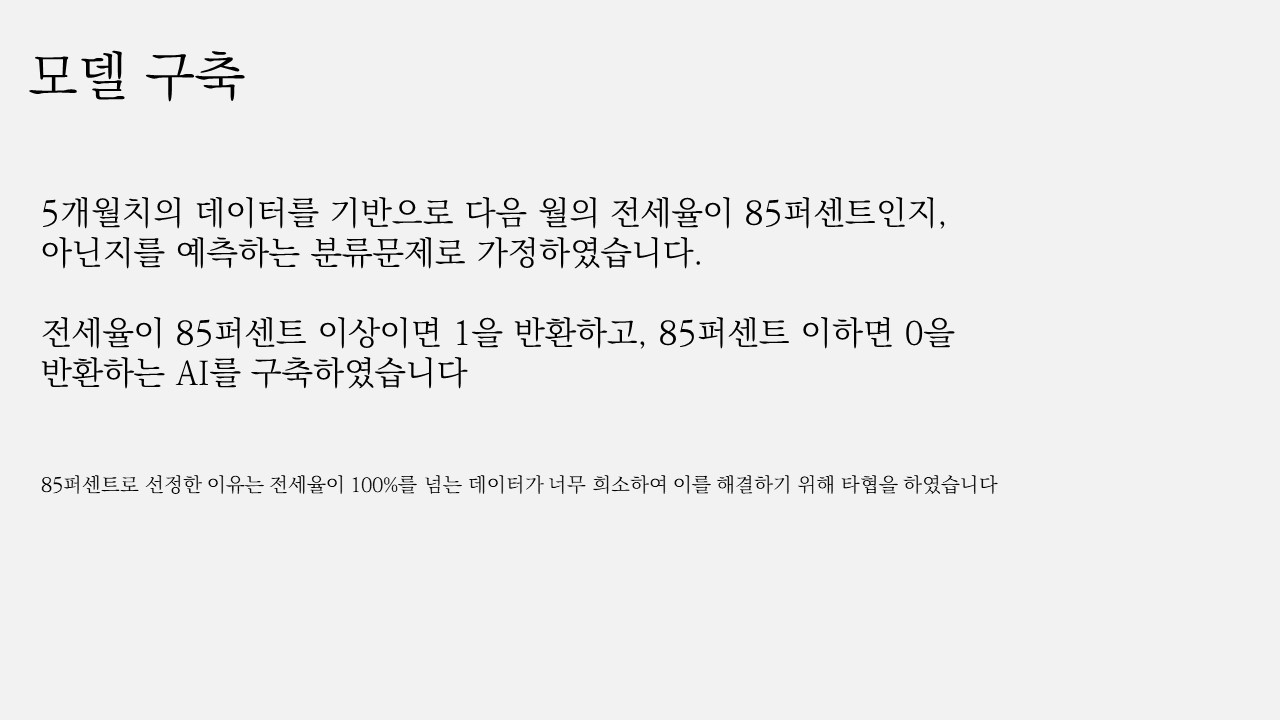 모델 구축
5개월치의 데이터를 기반으로 다음 월의 전세율이 85퍼센트인지,
아닌지를 예측하는 분류문제로 가정하였습니다.
전세율이 85퍼센트 이상이면 1을 반환하고, 85퍼센트 이하면 0을
반환하는 AI를 구축하였습니다
85퍼센트로 선정한 이유는 전세율이 100%를 넘는 데이터가 너무 희소하여 이를 해결하기 위해 타협을 하였습니다